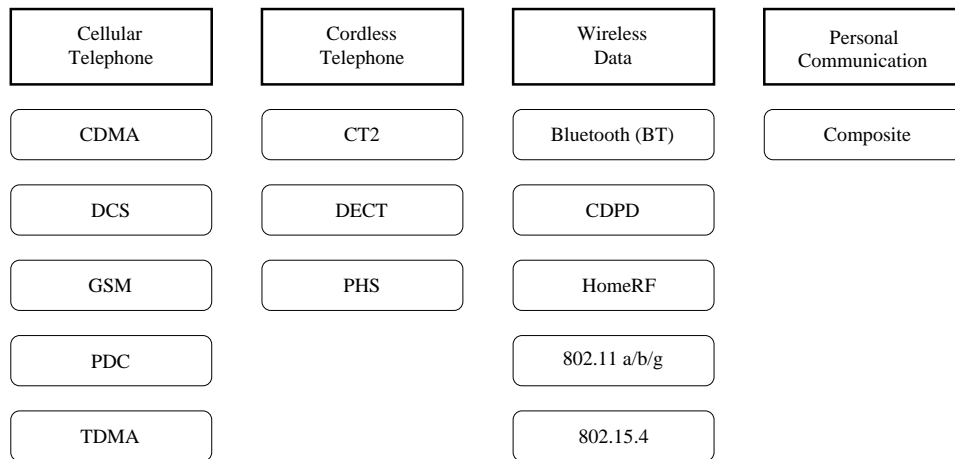 Cellular
Telephone
Cordless
Telephone
Wireless
Data
Personal
Communication
CDMA
CT2
Bluetooth (BT)
Composite
DCS
DECT
CDPD
GSM
PHS
HomeRF
PDC
802.11 a/b/g
TDMA
802.15.4